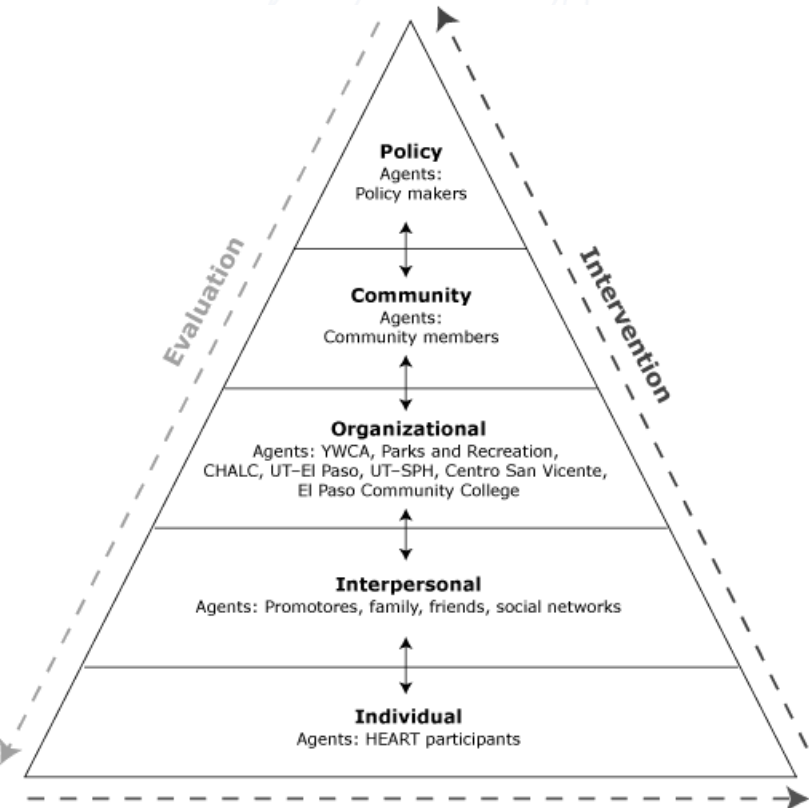 Policy
Agents:
Policy makers
Evaluation
Intervention
Community
Agents:
Community members
Organizational
Agents: YWCA, Parks and Recreation,
CHALC, UT–El Paso, UT–SPH, Centro San Vicente,
El Paso Community College
Interpersonal
Agents: Promotores, family, friends, social networks
Individual
Agents: HEART participants